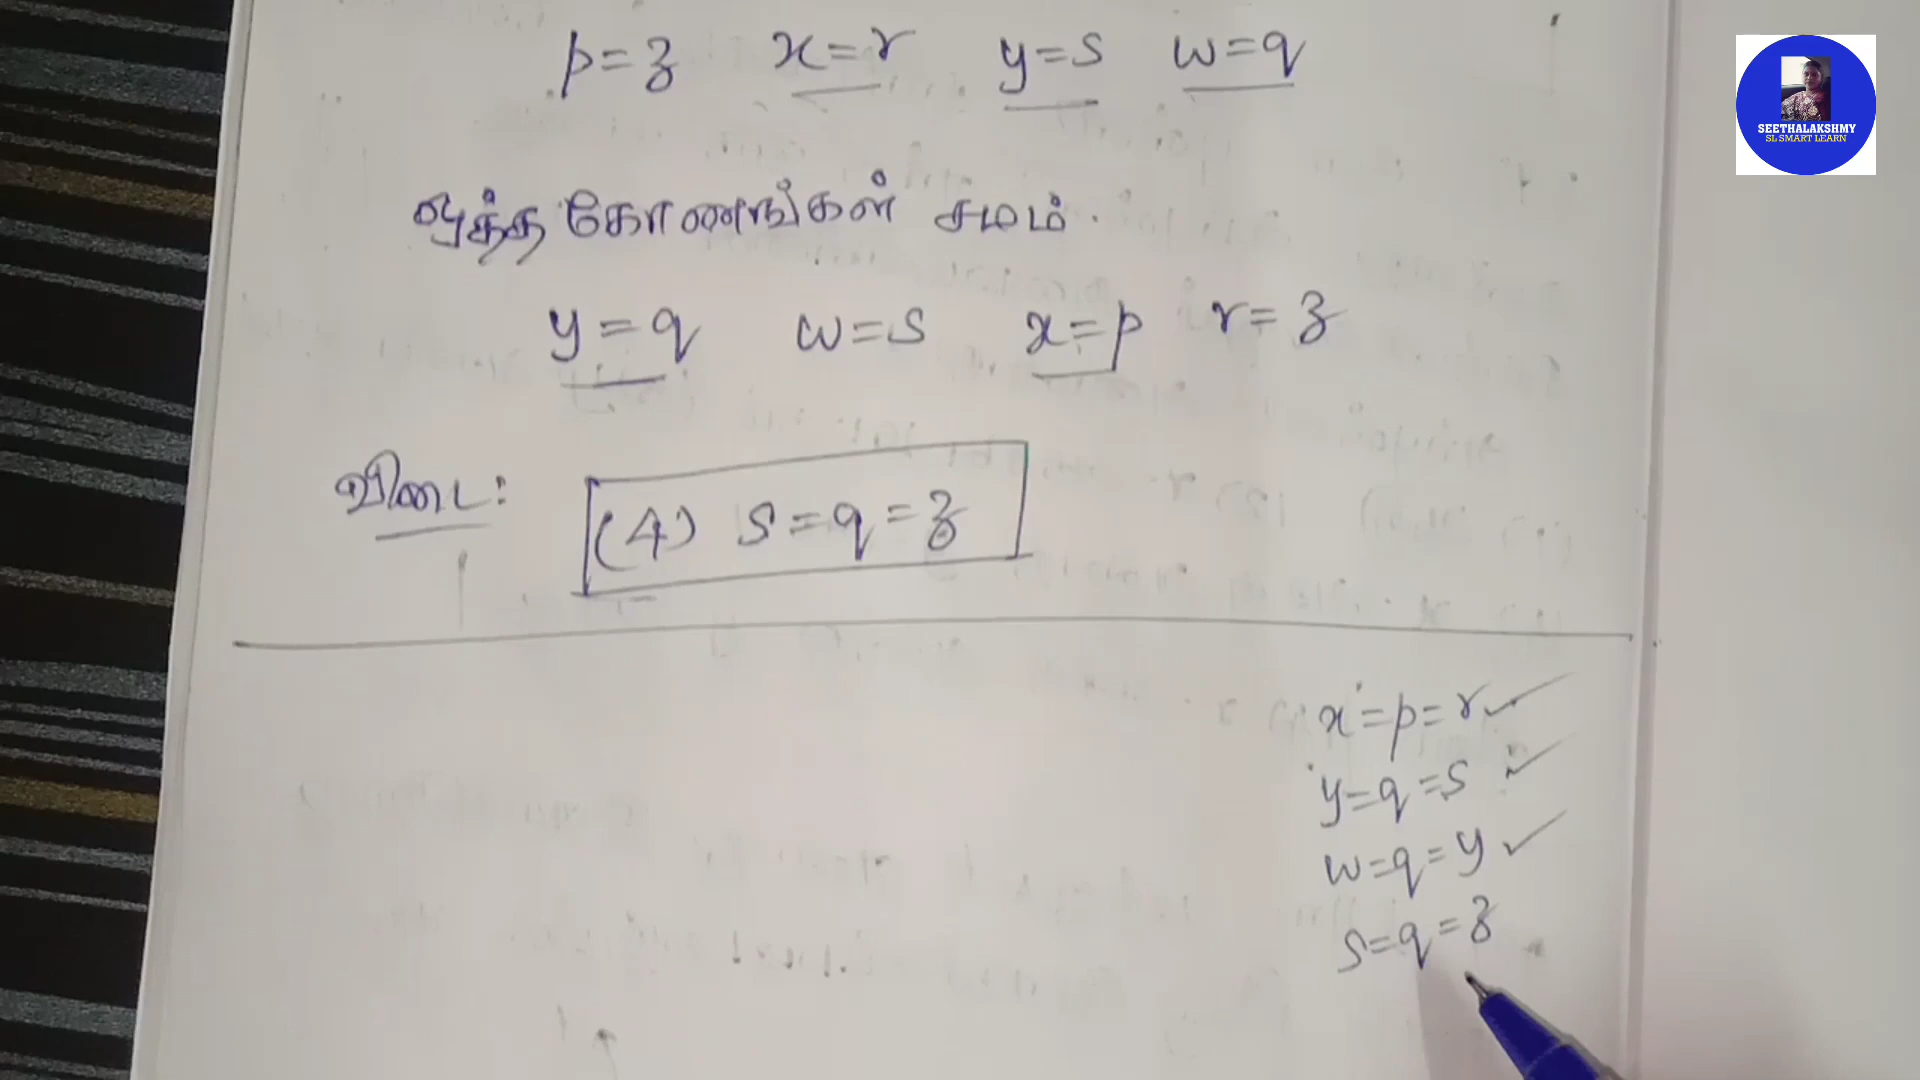 p=z x=r y=s w=q
ஒத்த கோணங்கள் சமம்.
y=q w=s x=p r=z
விடை:
(4) s=q=z
x=p=r✓
y=q=s ✓
w=q=y ✓
s=q=z
SEETHALAKSHMY
SL SMART LEARN